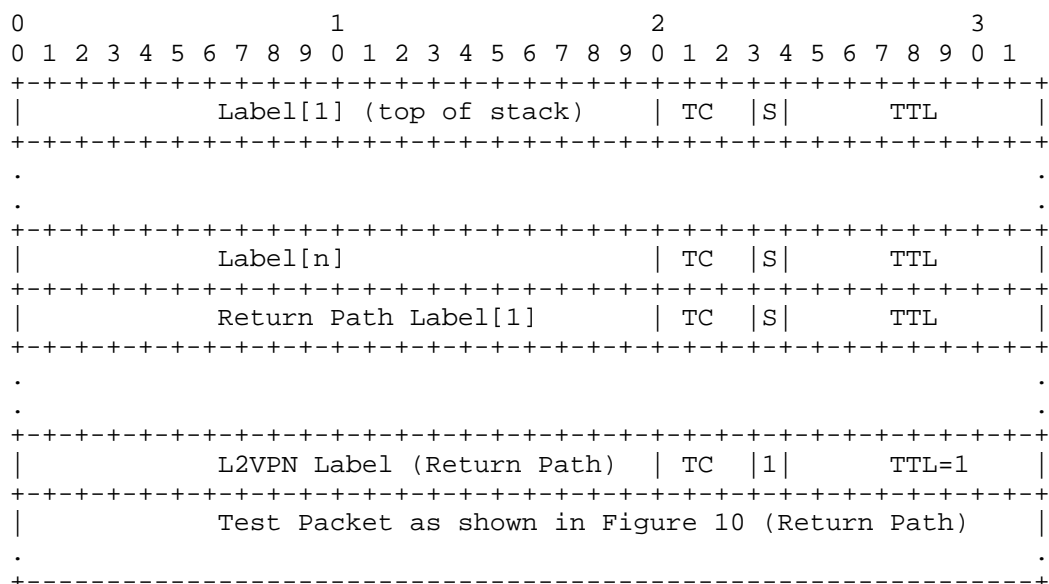 0                   1                   2                   3
0 1 2 3 4 5 6 7 8 9 0 1 2 3 4 5 6 7 8 9 0 1 2 3 4 5 6 7 8 9 0 1
+-+-+-+-+-+-+-+-+-+-+-+-+-+-+-+-+-+-+-+-+-+-+-+-+-+-+-+-+-+-+-+-+
|            Label[1] (top of stack)    | TC  |S|      TTL      |
+-+-+-+-+-+-+-+-+-+-+-+-+-+-+-+-+-+-+-+-+-+-+-+-+-+-+-+-+-+-+-+-+
.                                                               .
.                                                               .
+-+-+-+-+-+-+-+-+-+-+-+-+-+-+-+-+-+-+-+-+-+-+-+-+-+-+-+-+-+-+-+-+
|            Label[n]                   | TC  |S|      TTL      |
+-+-+-+-+-+-+-+-+-+-+-+-+-+-+-+-+-+-+-+-+-+-+-+-+-+-+-+-+-+-+-+-+
|            Return Path Label[1]       | TC  |S|      TTL      |
+-+-+-+-+-+-+-+-+-+-+-+-+-+-+-+-+-+-+-+-+-+-+-+-+-+-+-+-+-+-+-+-+
.                                                               .
.                                                               .
+-+-+-+-+-+-+-+-+-+-+-+-+-+-+-+-+-+-+-+-+-+-+-+-+-+-+-+-+-+-+-+-+
|            L2VPN Label (Return Path)  | TC  |1|      TTL=1    |
+-+-+-+-+-+-+-+-+-+-+-+-+-+-+-+-+-+-+-+-+-+-+-+-+-+-+-+-+-+-+-+-+
|            Test Packet as shown in Figure 10 (Return Path)    |
.                                                               .
+---------------------------------------------------------------+